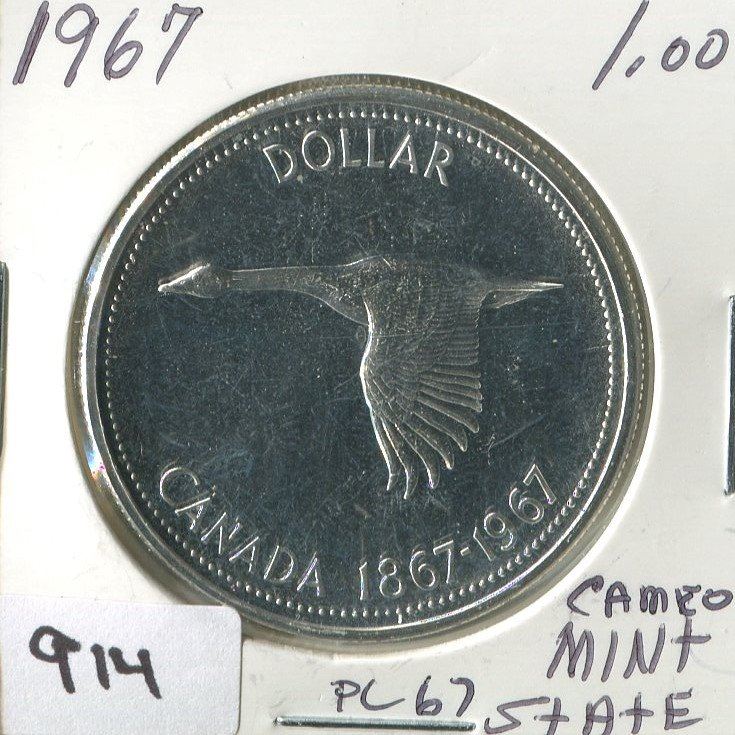 1967
1.00
DOLLAR
CANADA 1867-1967
CAMEO
MINT
STATE
PL67
914